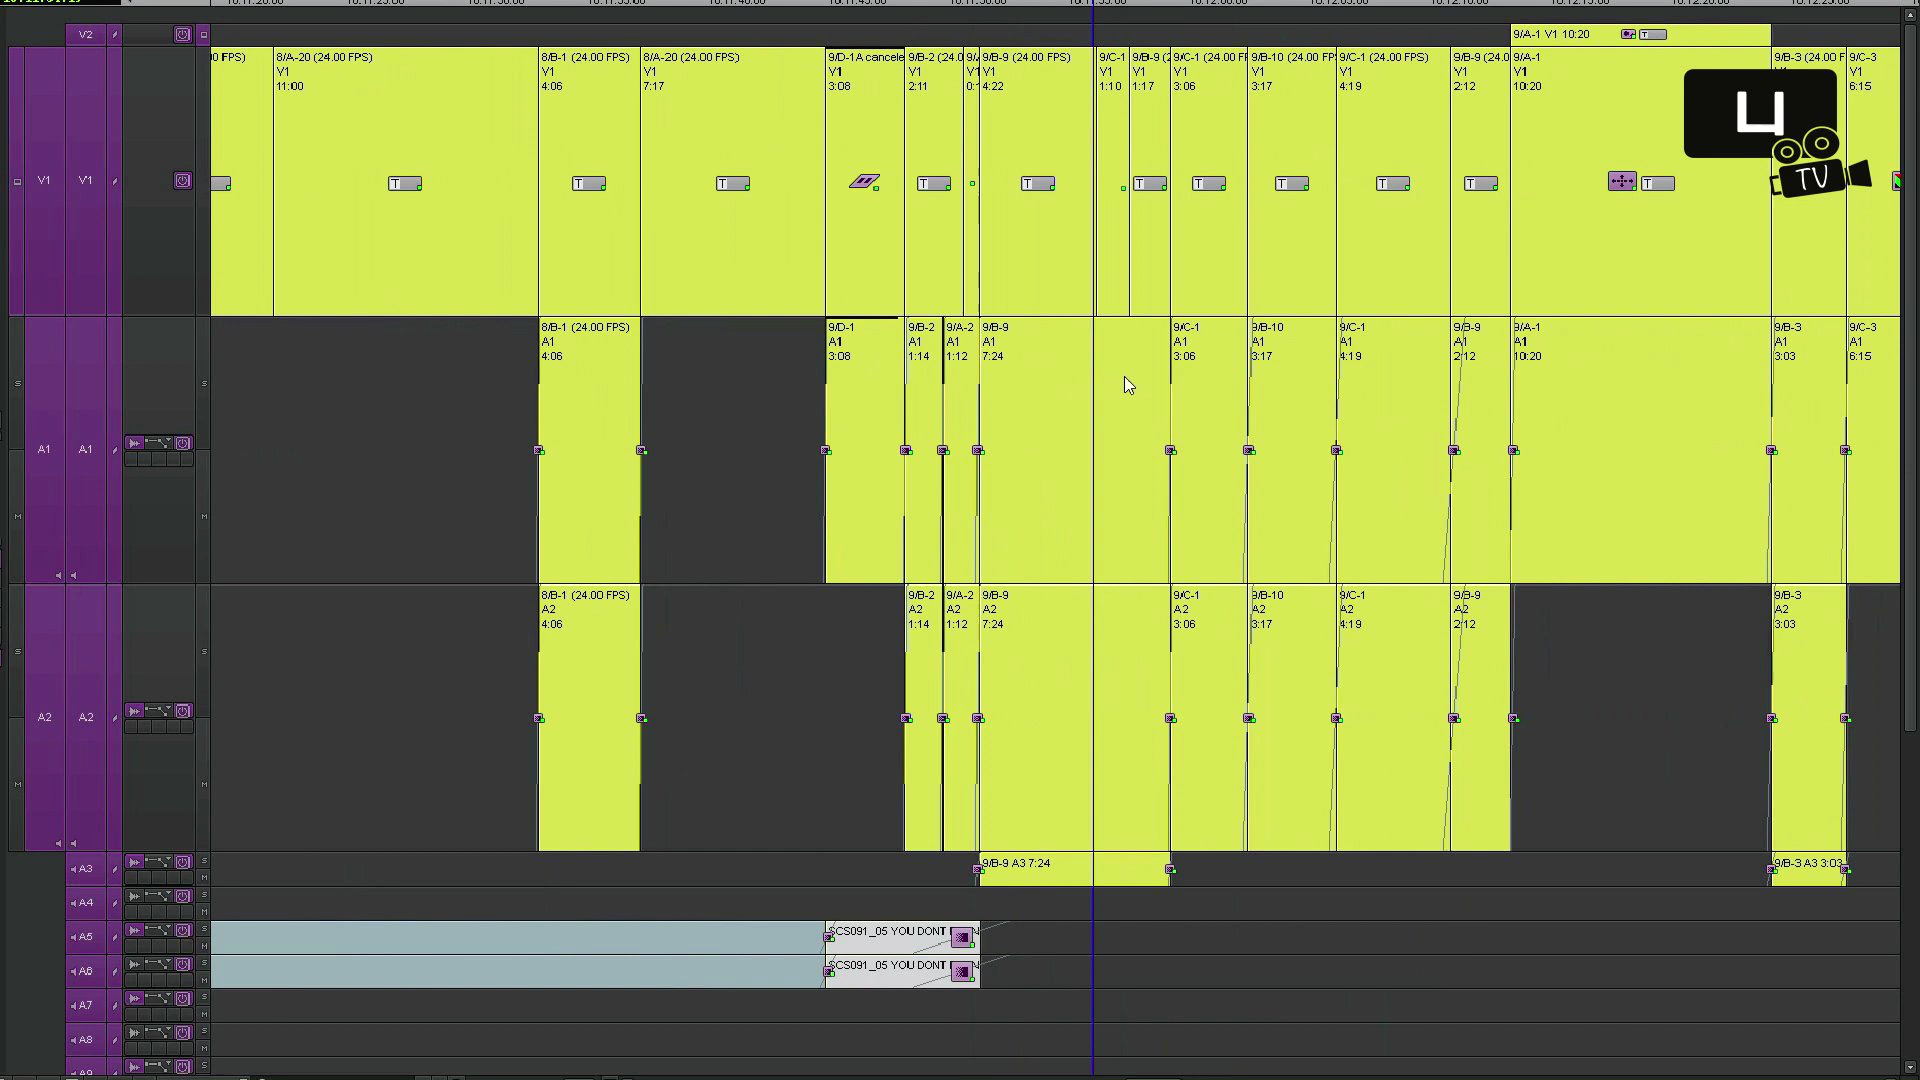 V2
9/A-1 V1 10:20
T
8/A-20 (24.00 FPS)
V1
11:00
8/B-1 (24.00 FPS)
V1
4:06
8/A-20 (24.00 FPS)
V1
7:17
9/D-1A cancele
V1
3:08
9/B-2 (24.0
V1
2:11
9/B-9 (24.00 FPS)
V1
4:22
9/C-1
V1
1:10
9/B-9 (2
V1
1:17
9/C-1 (24.00 F
V1
3:06
9/B-10 (24.00 FP
V1
3:17
9/C-1 (24.00 FPS)
V1
4:19
9/B-9 (24.0
V1
2:12
9/A-1
V1
10:20
9/B-3 (24.00 F
V1
9/C-3
V1
6:15
TV
V1 V1
T T T T T T T T T T T
8/B-1 (24.00 FPS)
A1
4:06
9/D-1
A1
3:08
9/B-2
A1
1:14
9/A-2
A1
1:12
9/B-9
A1
7:24
9/C-1
A1
3:06
9/B-10
A1
3:17
9/C-1
A1
4:19
9/B-9
A1
2:12
9/A-1
A1
10:20
9/B-3
A1
3:03
9/C-3
A1
6:15
S S
A1 A1
M M
8/B-1 (24.00 FPS)
A2
4:06
9/B-2
A2
1:14
9/A-2
A2
1:12
9/B-9
A2
7:24
9/C-1
A2
3:06
9/B-10
A2
3:17
9/C-1
A2
4:19
9/B-9
A2
2:12
9/B-3
A2
3:03
S S
A2 A2
M M
A3 S M
9/B-9 A3 7:24
9/B-3 A3 3:03
A4 S M
A5 S M
SCS091_05 YOU DONT
A6 S M
SCS091_05 YOU DONT
A7 S M
A8 S M
A9 S